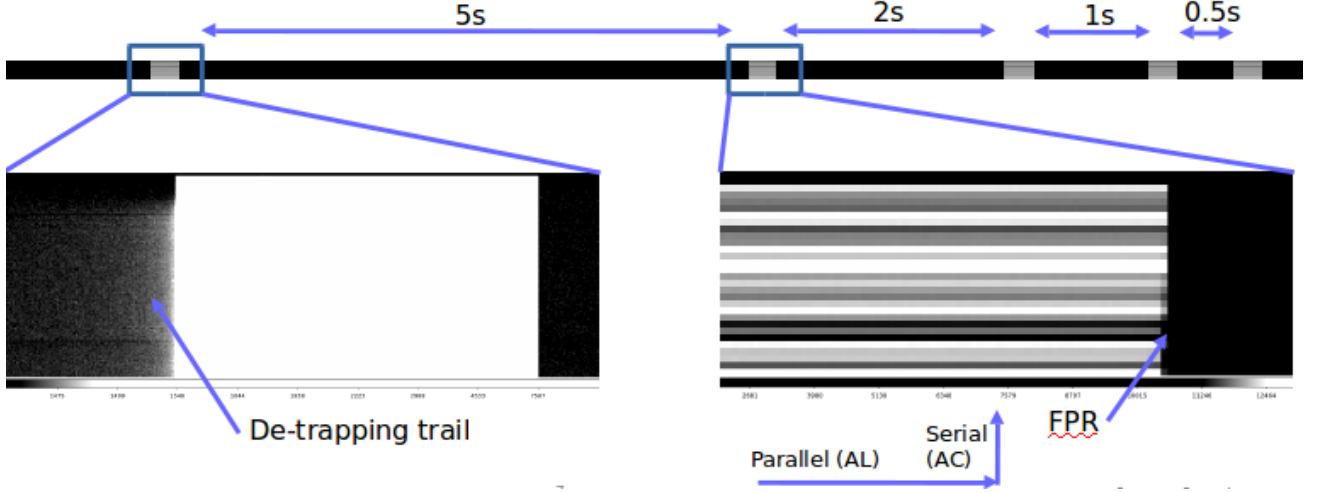 5s
2s
1s
0.5s
De-trapping trail
FPR
Serial
(AC)
Parallel (AL)